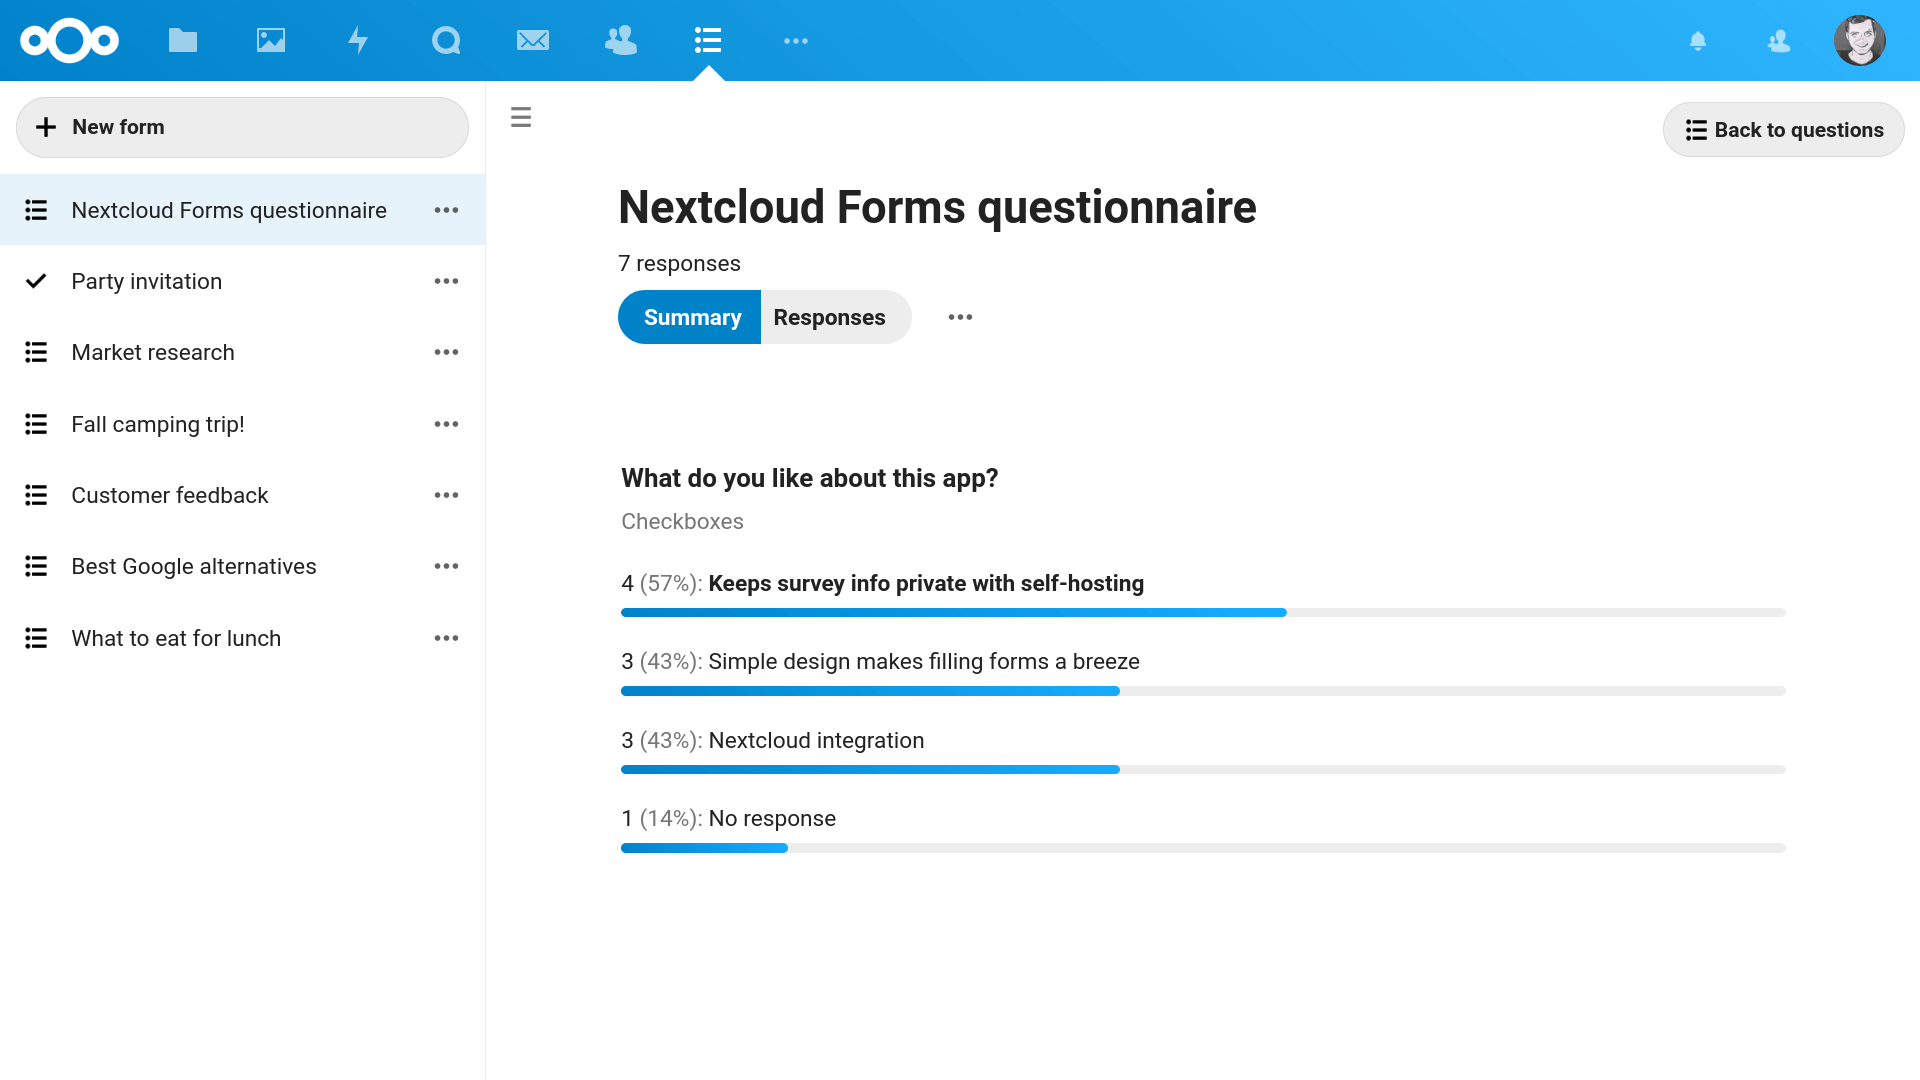 New form
Back to questions
Nextcloud Forms questionnaire
Party invitation
Market research
Fall camping trip!
Customer feedback
Best Google alternatives
What to eat for lunch
Nextcloud Forms questionnaire
7 responses
Summary Responses
What do you like about this app?
Checkboxes
4 (57%): Keeps survey info private with self-hosting
3 (43%): Simple design makes filling forms a breeze
3 (43%): Nextcloud integration
1 (14%): No response